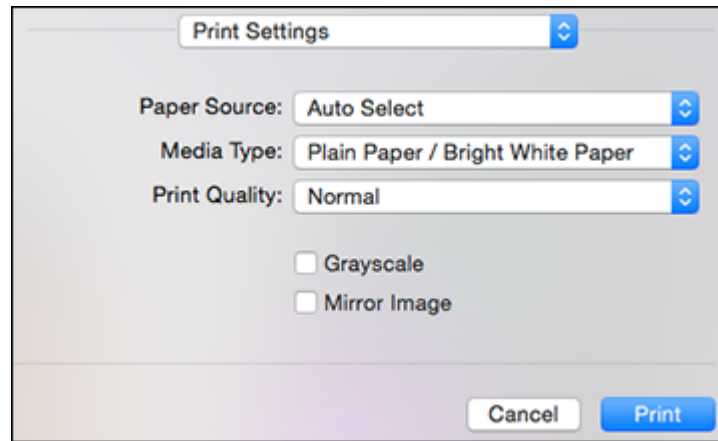 Print Settings
Paper Source: Auto Select
Media Type: Plain Paper / Bright White Paper
Print Quality: Normal
Grayscale
Mirror Image
Cancel Print